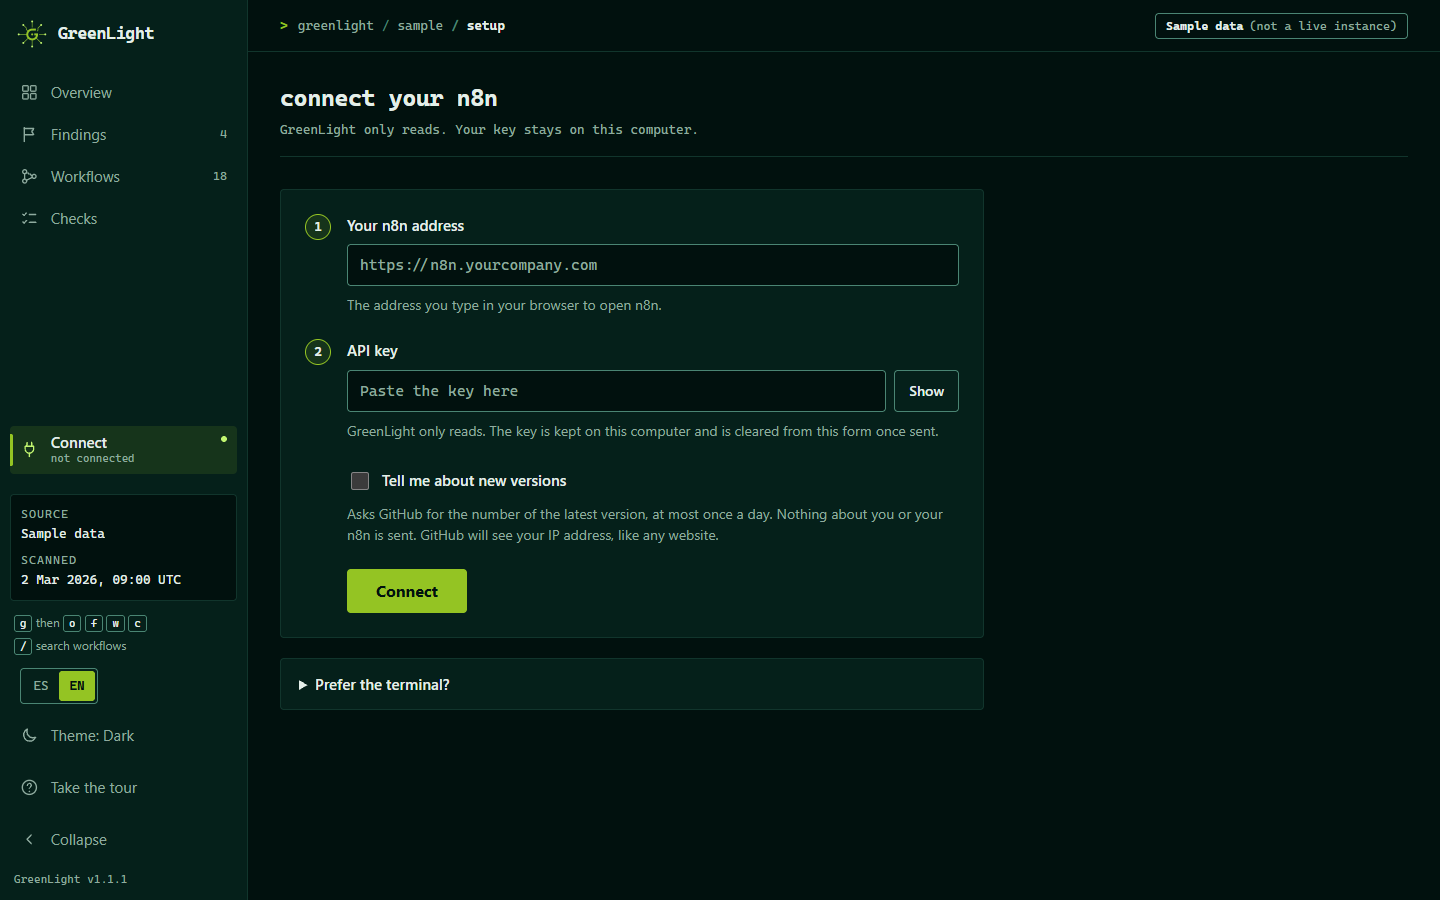 GreenLight
Overview
Findings 4
Workflows 18
Checks
Connect
not connected
SOURCE
Sample data
SCANNED
2 Mar 2026, 09:00 UTC
g then o f w c
/ search workflows
ES EN
Theme: Dark
Take the tour
Collapse
GreenLight v1.1.1
> greenlight / sample / setup
Sample data (not a live instance)
connect your n8n
GreenLight only reads. Your key stays on this computer.
1 Your n8n address
https://n8n.yourcompany.com
The address you type in your browser to open n8n.
2 API key
Paste the key here Show
GreenLight only reads. The key is kept on this computer and is cleared from this form once sent.
Tell me about new versions
Asks GitHub for the number of the latest version, at most once a day. Nothing about you or your
n8n is sent. GitHub will see your IP address, like any website.
Connect
Prefer the terminal?